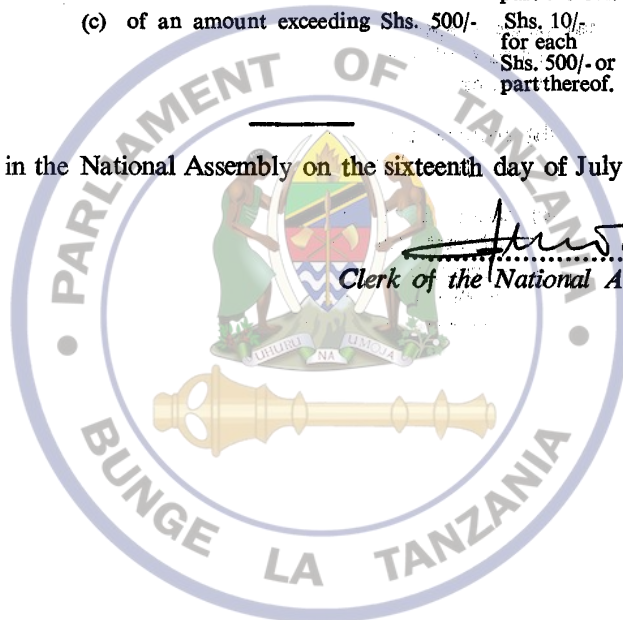 (c) of an amount exceeding Shs. 500/- Shs. 10/-
for each
Shs. 500/- or
part thereof.
in the National Assembly on the sixteenth day of July
Clerk of the National A
PARLIAMENT OF TANZANIA
UHURU NA UMOJA
BUNGE LA TANZANIA